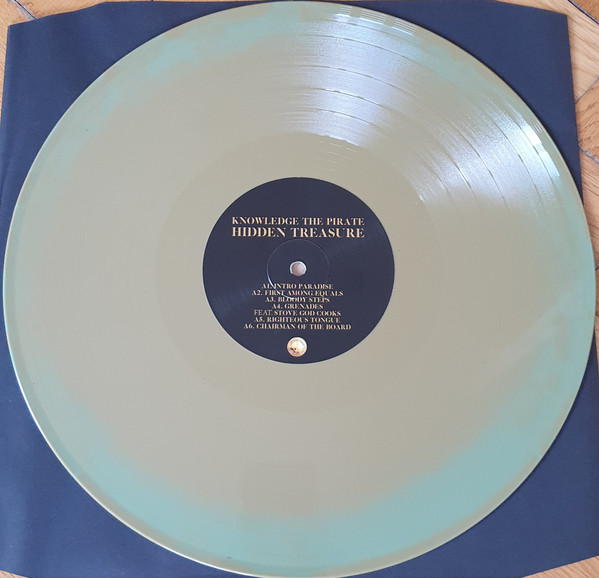 KNOWLEDGE THE PIRATE
HIDDEN TREASURE
A1. INTRO PARADISE
A2. FIRST AMONG EQUALS
A3. BLOODY STEPS
A4. GRENADES
FEAT. STOVE GOD COOKS
A5. RIGHTEOUS TONGUE
A6. CHAIRMAN OF THE BOARD